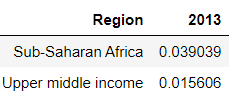 Region 2013
Sub-Saharan Africa 0.039039
Upper middle income 0.015606